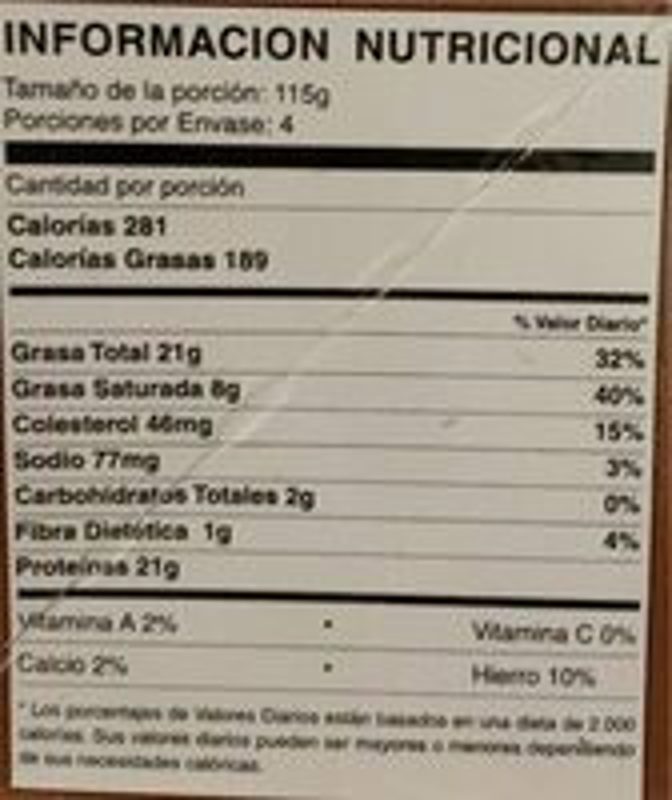 INFORMACION NUTRICIONAL
Tamaño de la porción: 115g
Porciones por Envase: 4
Cantidad por porción
Calorías 281
Calorías Grasas 189
% Valor Diario*
Grasa Total 21g 32%
Grasa Saturada 8g 40%
Colesterol 46mg 15%
Sodio 77mg 3%
Carbohidratos Totales 2g 0%
Fibra Dietética 1g 4%
Proteínas 21g
Vitamina A 2% • Vitamina C 0%
Calcio 2% • Hierro 10%
* Los porcentajes de Valores Diarios están basados en una dieta de 2.000
calorías. Sus valores diarios pueden ser mayores o menores
de sus necesidades calóricas.